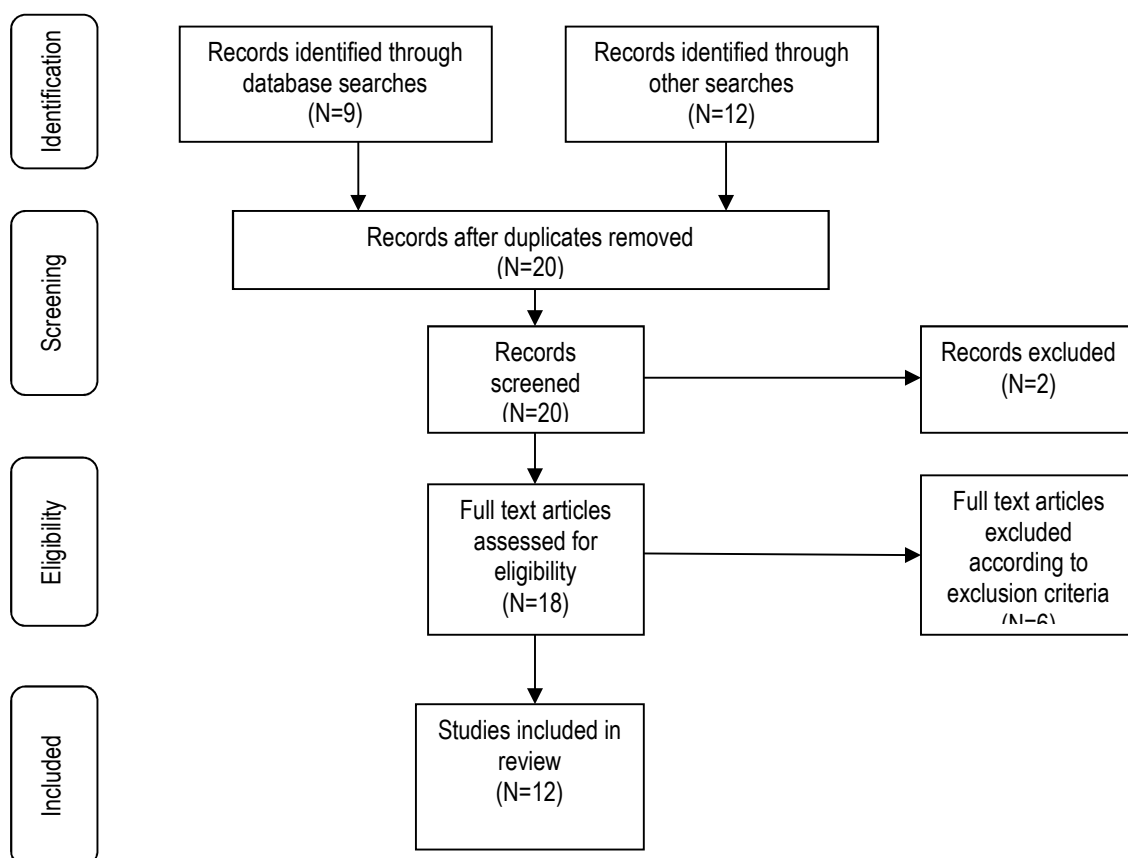 Identification
Records identified through
database searches
(N=9)
Records identified through
other searches
(N=12)
Screening
Records after duplicates removed
(N=20)
Records
screened
(N=20)
Records excluded
(N=2)
Eligibility
Full text articles
assessed for
eligibility
(N=18)
Full text articles
excluded
according to
exclusion criteria
(N=6)
Included
Studies included in
review
(N=12)